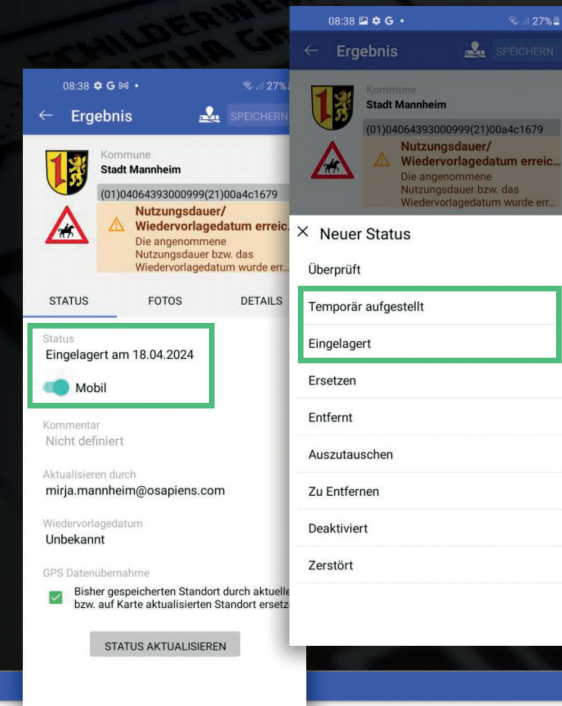 08:38 G M •
27%
← Ergebnis
SPEICHERN
Kommune
Stadt Mannheim
(01)04064393000999(21)00a4c1679
Nutzungsdauer/
Wiedervorlagedatum erreic...
Die angenommene
Nutzungsdauer bzw. das
Wiedervorlagedatum wurde err...
STATUS
FOTOS
DETAILS
Status
Eingelagert am 18.04.2024
Mobil
Kommentar
Nicht definiert
Aktualisieren durch
mirja.mannheim@osapiens.com
Wiedervorlagedatum
Unbekannt
GPS Datenübernahme
Bisher gespeicherten Standort durch aktuelle
bzw. auf Karte aktualisierten Standort ersetz
STATUS AKTUALISIEREN
08:38 G •
27%
← Ergebnis
SPEICHERN
Kommune
Stadt Mannheim
(01)04064393000999(21)00a4c1679
Nutzungsdauer/
Wiedervorlagedatum erreic...
Die angenommene
Nutzungsdauer bzw. das
Wiedervorlagedatum wurde err...
× Neuer Status
Überprüft
Temporär aufgestellt
Eingelagert
Ersetzen
Entfernt
Auszutauschen
Zu Entfernen
Deaktiviert
Zerstört